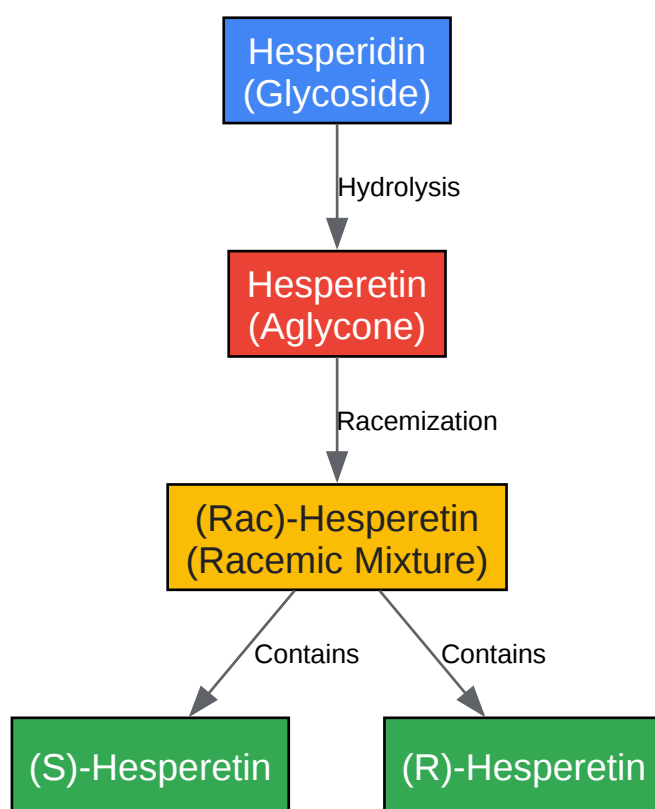 Hesperidin
(Glycoside)
Hydrolysis
Hesperetin
(Aglycone)
Racemization
(Rac)-Hesperetin
(Racemic Mixture)
Contains
Contains
(S)-Hesperetin
(R)-Hesperetin